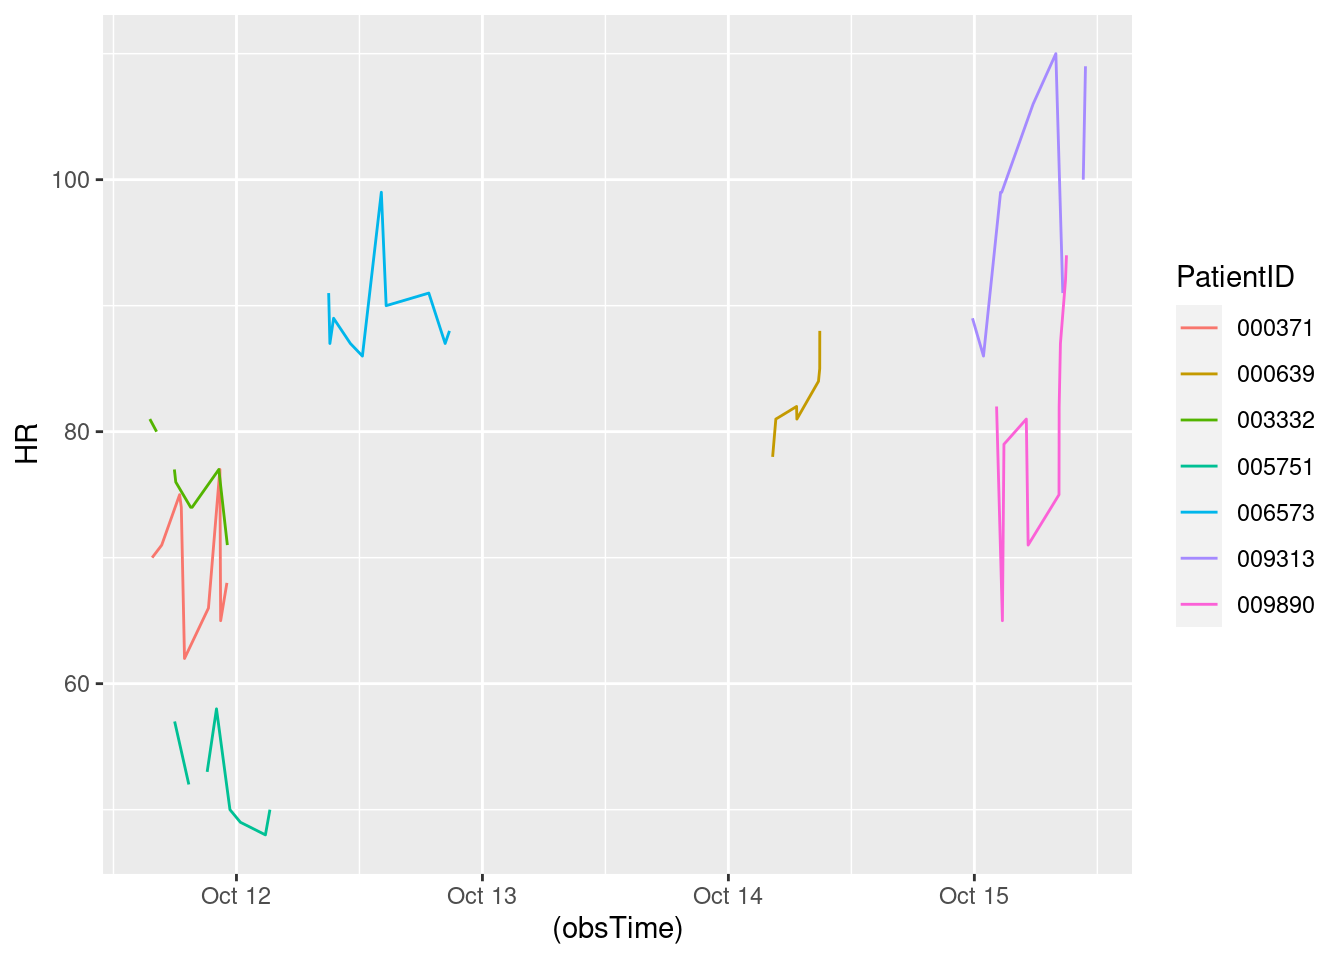 HR
100
80
60
Oct 12
Oct 13
Oct 14
Oct 15
(obsTime)
PatientID
000371
000639
003332
005751
006573
009313
009890